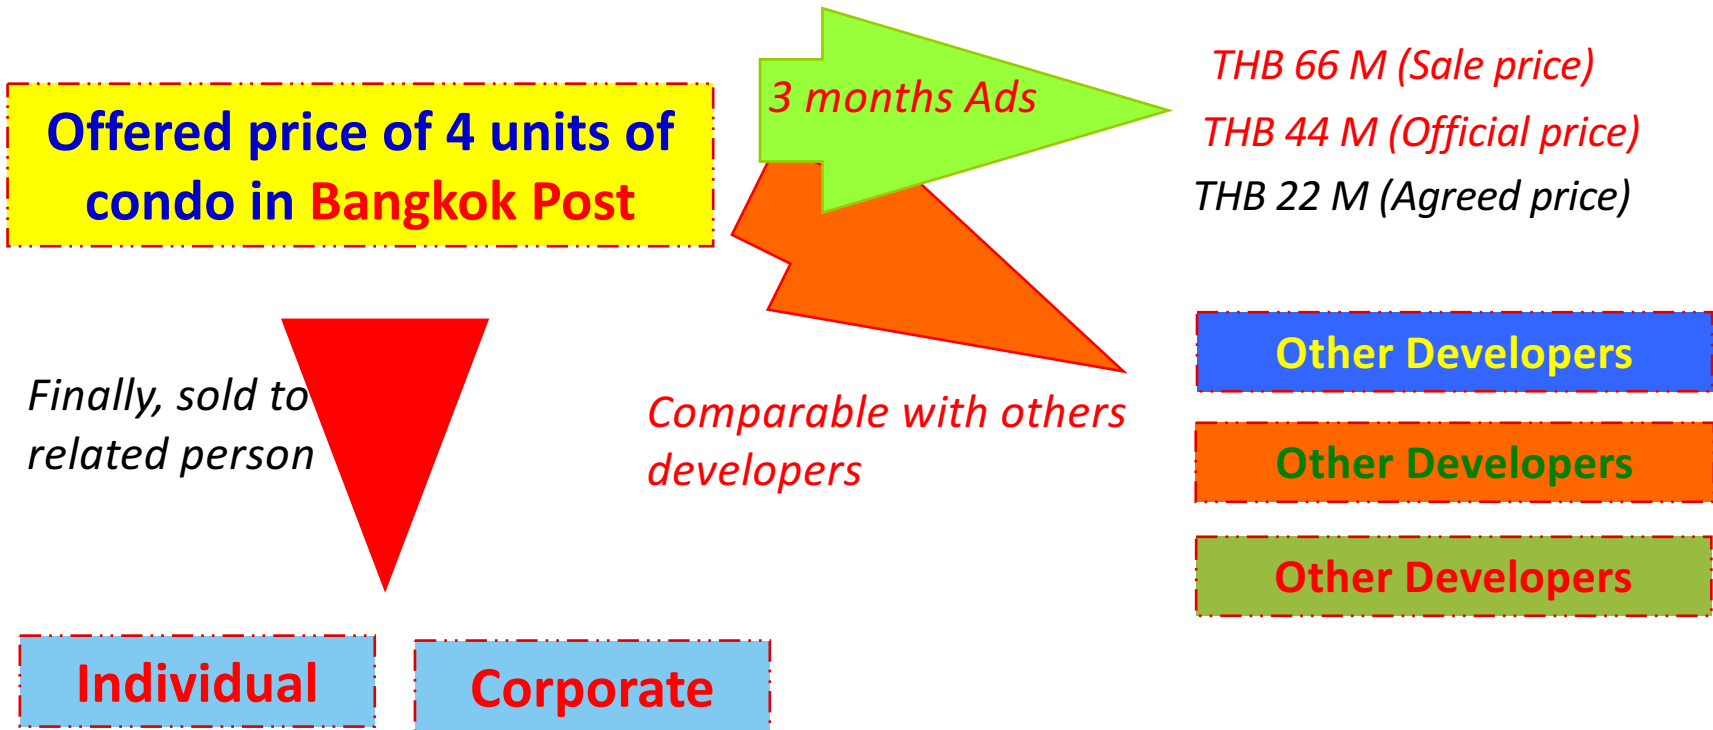 Offered price of 4 units of
condo in Bangkok Post
3 months Ads
THB 66 M (Sale price)
THB 44 M (Official price)
THB 22 M (Agreed price)
Finally, sold to
related person
Comparable with others
developers
Other Developers
Other Developers
Other Developers
Individual
Corporate